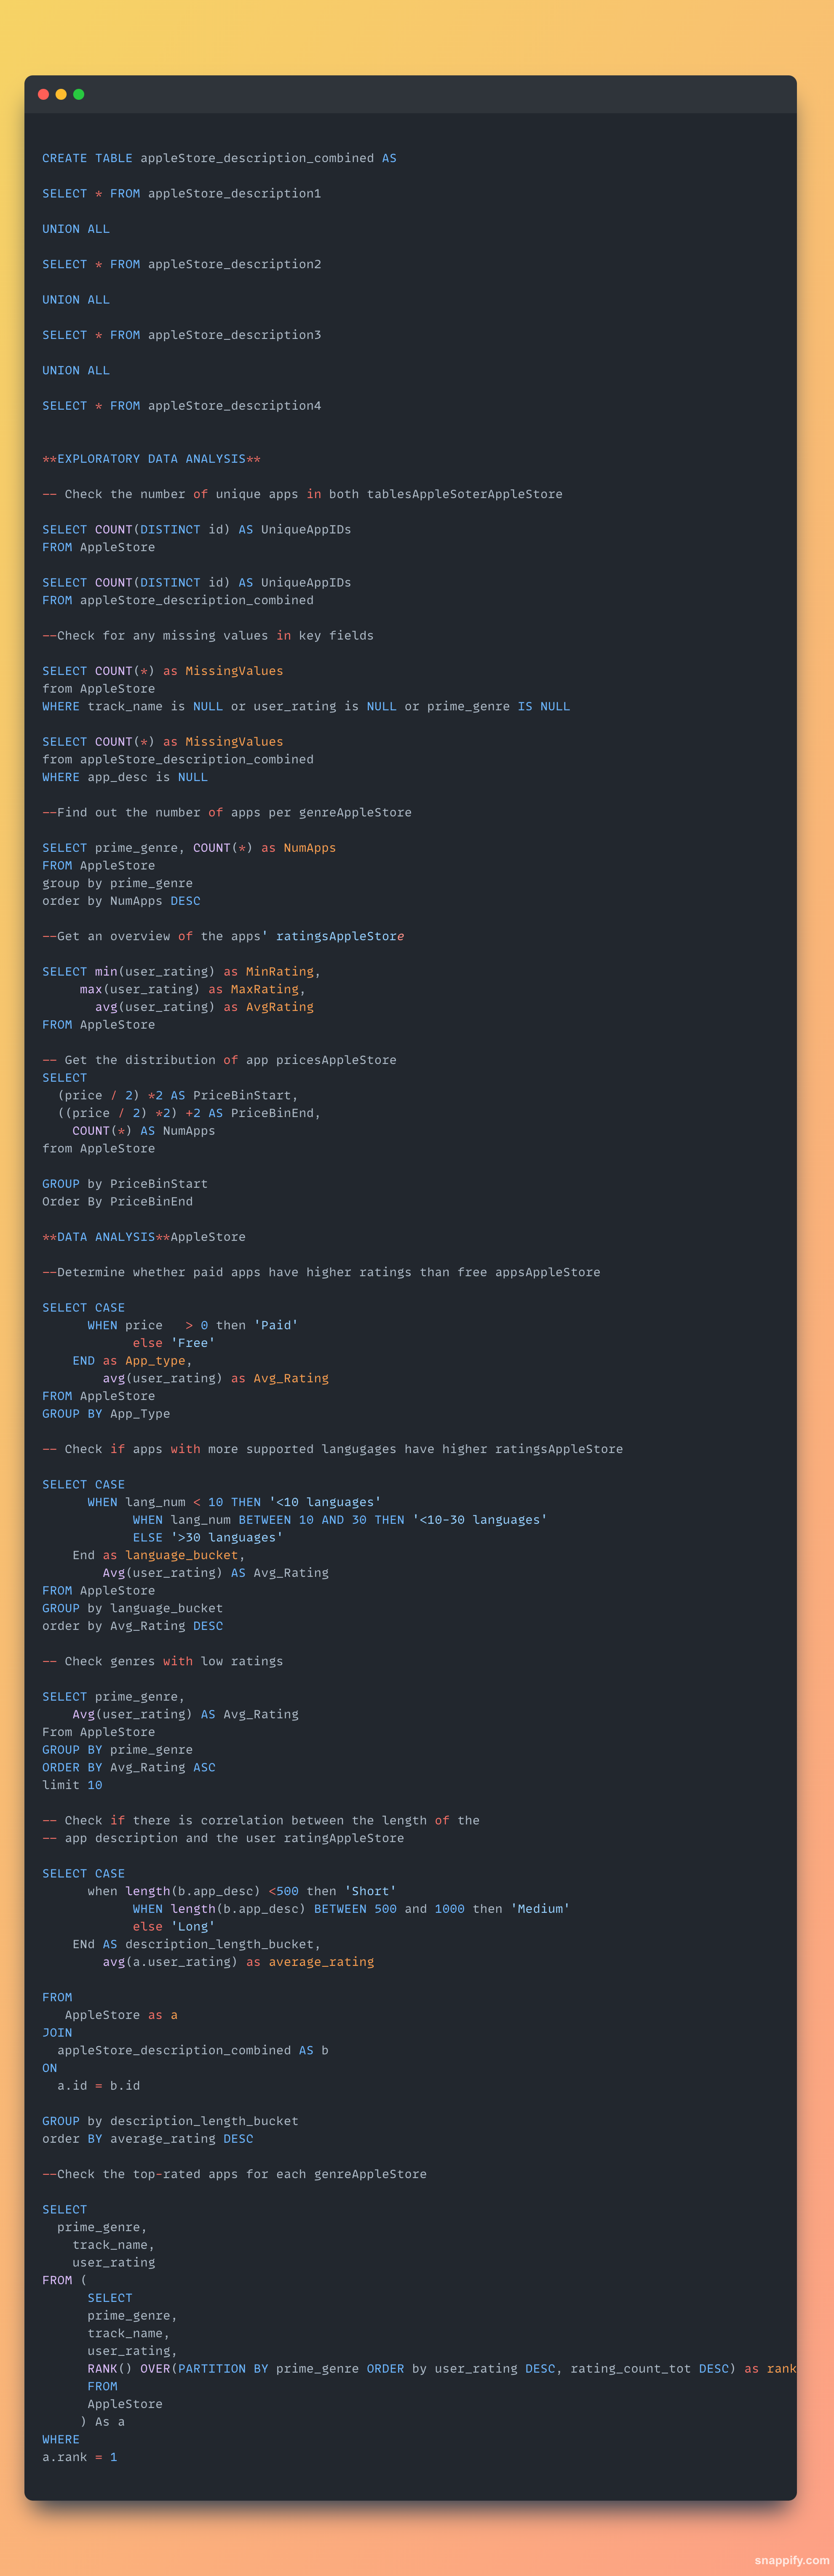 CREATE TABLE appleStore_description_combined AS
SELECT * FROM appleStore_description1
UNION ALL
SELECT * FROM appleStore_description2
UNION ALL
SELECT * FROM appleStore_description3
UNION ALL
SELECT * FROM appleStore_description4
**EXPLORATORY DATA ANALYSIS**
-- Check the number of unique apps in both tablesAppleSoterAppleStore
SELECT COUNT(DISTINCT id) AS UniqueAppIDs
FROM AppleStore
SELECT COUNT(DISTINCT id) AS UniqueAppIDs
FROM appleStore_description_combined
--Check for any missing values in key fields
SELECT COUNT(*) as MissingValues
from AppleStore
WHERE track_name is NULL or user_rating is NULL or prime_genre IS NULL
SELECT COUNT(*) as MissingValues
from appleStore_description_combined
WHERE app_desc is NULL
--Find out the number of apps per genreAppleStore
SELECT prime_genre, COUNT(*) as NumApps
FROM AppleStore
group by prime_genre
order by NumApps DESC
--Get an overview of the apps' ratingsAppleStore
SELECT min(user_rating) as MinRating,
     max(user_rating) as MaxRating,
       avg(user_rating) as AvgRating
FROM AppleStore
-- Get the distribution of app pricesAppleStore
SELECT
  (price / 2) *2 AS PriceBinStart,
  ((price / 2) *2) +2 AS PriceBinEnd,
    COUNT(*) AS NumApps
from AppleStore
GROUP by PriceBinStart
Order By PriceBinEnd
**DATA ANALYSIS**AppleStore
--Determine whether paid apps have higher ratings than free appsAppleStore
SELECT CASE
      WHEN price   > 0 then 'Paid'
            else 'Free'
    END as App_type,
        avg(user_rating) as Avg_Rating
FROM AppleStore
GROUP BY App_Type
-- Check if apps with more supported langugages have higher ratingsAppleStore
SELECT CASE
      WHEN lang_num < 10 THEN '<10 languages'
            WHEN lang_num BETWEEN 10 AND 30 THEN '<10-30 languages'
            ELSE '>30 languages'
    End as language_bucket,
        Avg(user_rating) AS Avg_Rating
FROM AppleStore
GROUP by language_bucket
order by Avg_Rating DESC
-- Check genres with low ratings
SELECT prime_genre,
    Avg(user_rating) AS Avg_Rating
From AppleStore
GROUP BY prime_genre
ORDER BY Avg_Rating ASC
limit 10
-- Check if there is correlation between the length of the
-- app description and the user ratingAppleStore
SELECT CASE
      when length(b.app_desc) <500 then 'Short'
            WHEN length(b.app_desc) BETWEEN 500 and 1000 then 'Medium'
            else 'Long'
    ENd AS description_length_bucket,
        avg(a.user_rating) as average_rating
FROM
   AppleStore as a
JOIN
  appleStore_description_combined AS b
ON
  a.id = b.id
GROUP by description_length_bucket
order BY average_rating DESC
--Check the top-rated apps for each genreAppleStore
SELECT
  prime_genre,
    track_name,
    user_rating
FROM (
      SELECT
      prime_genre,
      track_name,
      user_rating,
      RANK() OVER(PARTITION BY prime_genre ORDER by user_rating DESC, rating_count_tot DESC) as rank
      FROM
      AppleStore
     ) As a
WHERE
a.rank = 1
snappify.com